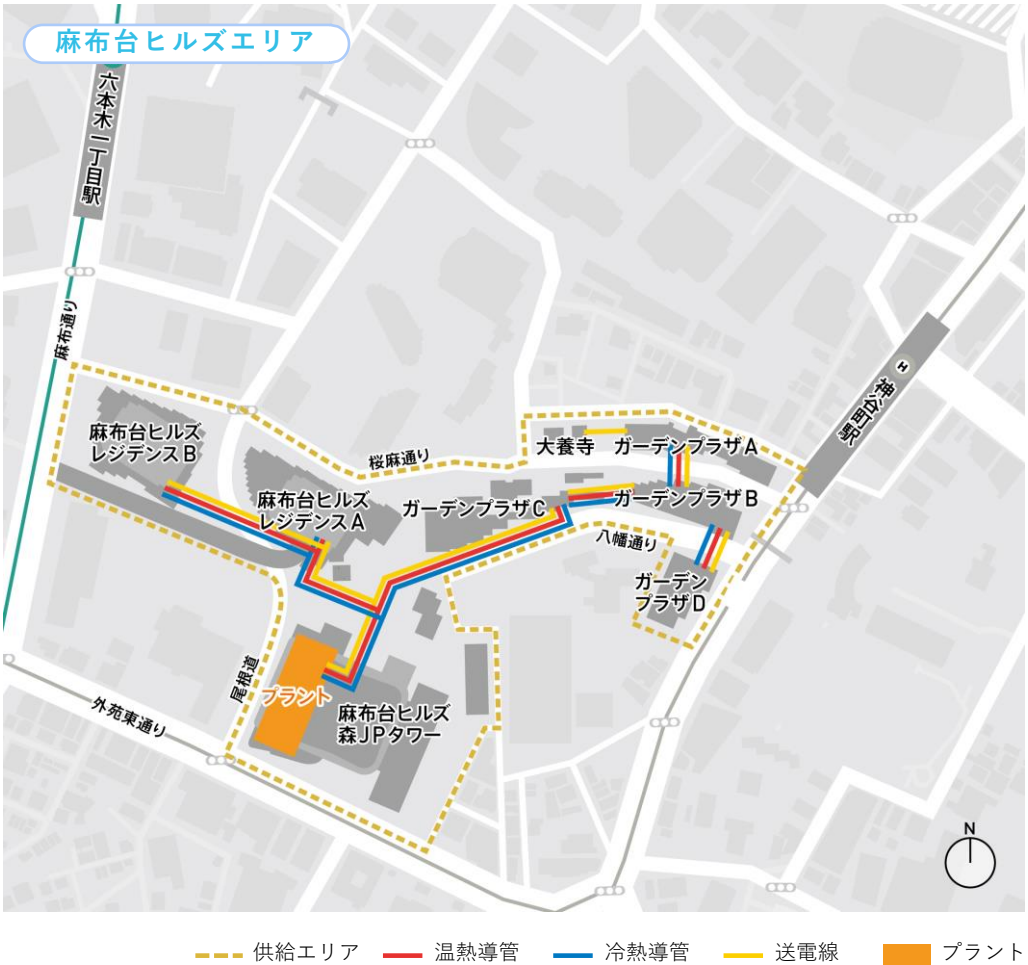 麻布台ヒルズエリア
六本木一丁目駅
麻布通り
麻布台ヒルズ
レジデンスB
麻布台ヒルズ
レジデンスA
桜麻通り
大養寺
ガーデンプラザA
ガーデンプラザC
ガーデンプラザB
八幡通り
ガーデン
プラザD
H
神谷町駅
尾根道
プラント
麻布台ヒルズ
森JPタワー
外苑東通り
N
供給エリア
温熱導管
冷熱導管
送電線
プラント